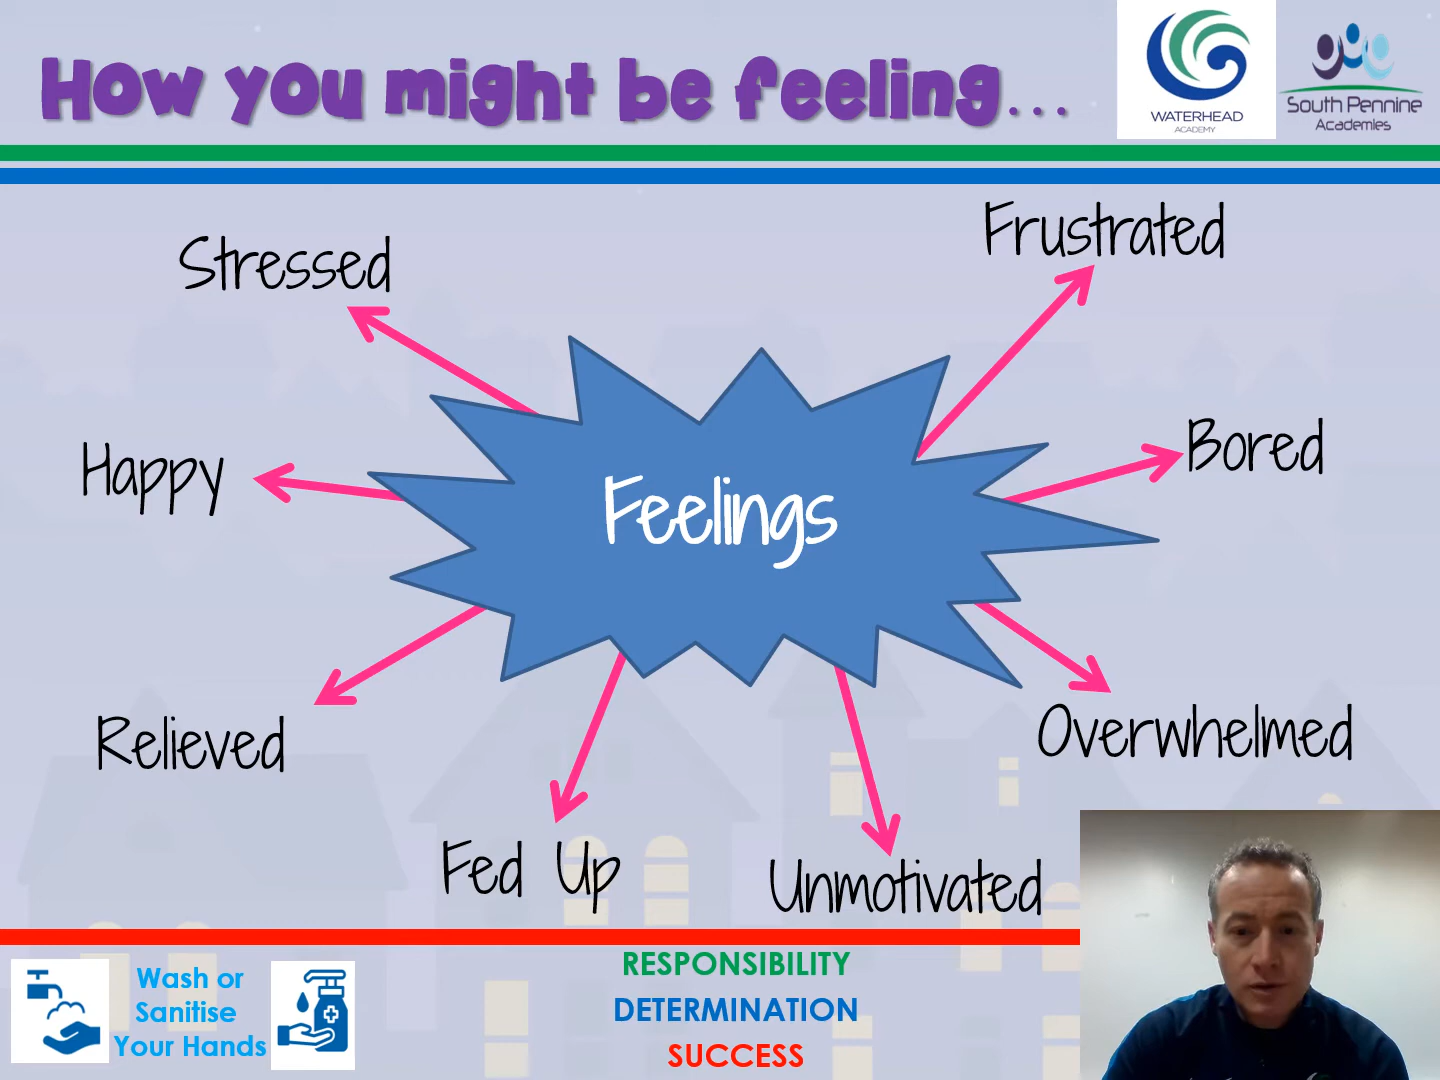 How you might be feeling...
WATERHEAD
ACADEMY
South Pennine
Academies
Stressed
Frustrated
Happy
Bored
Feelings
Relieved
Overwhelmed
Fed Up
Unmotivated
Wash or
Sanitise
Your Hands
RESPONSIBILITY
DETERMINATION
SUCCESS